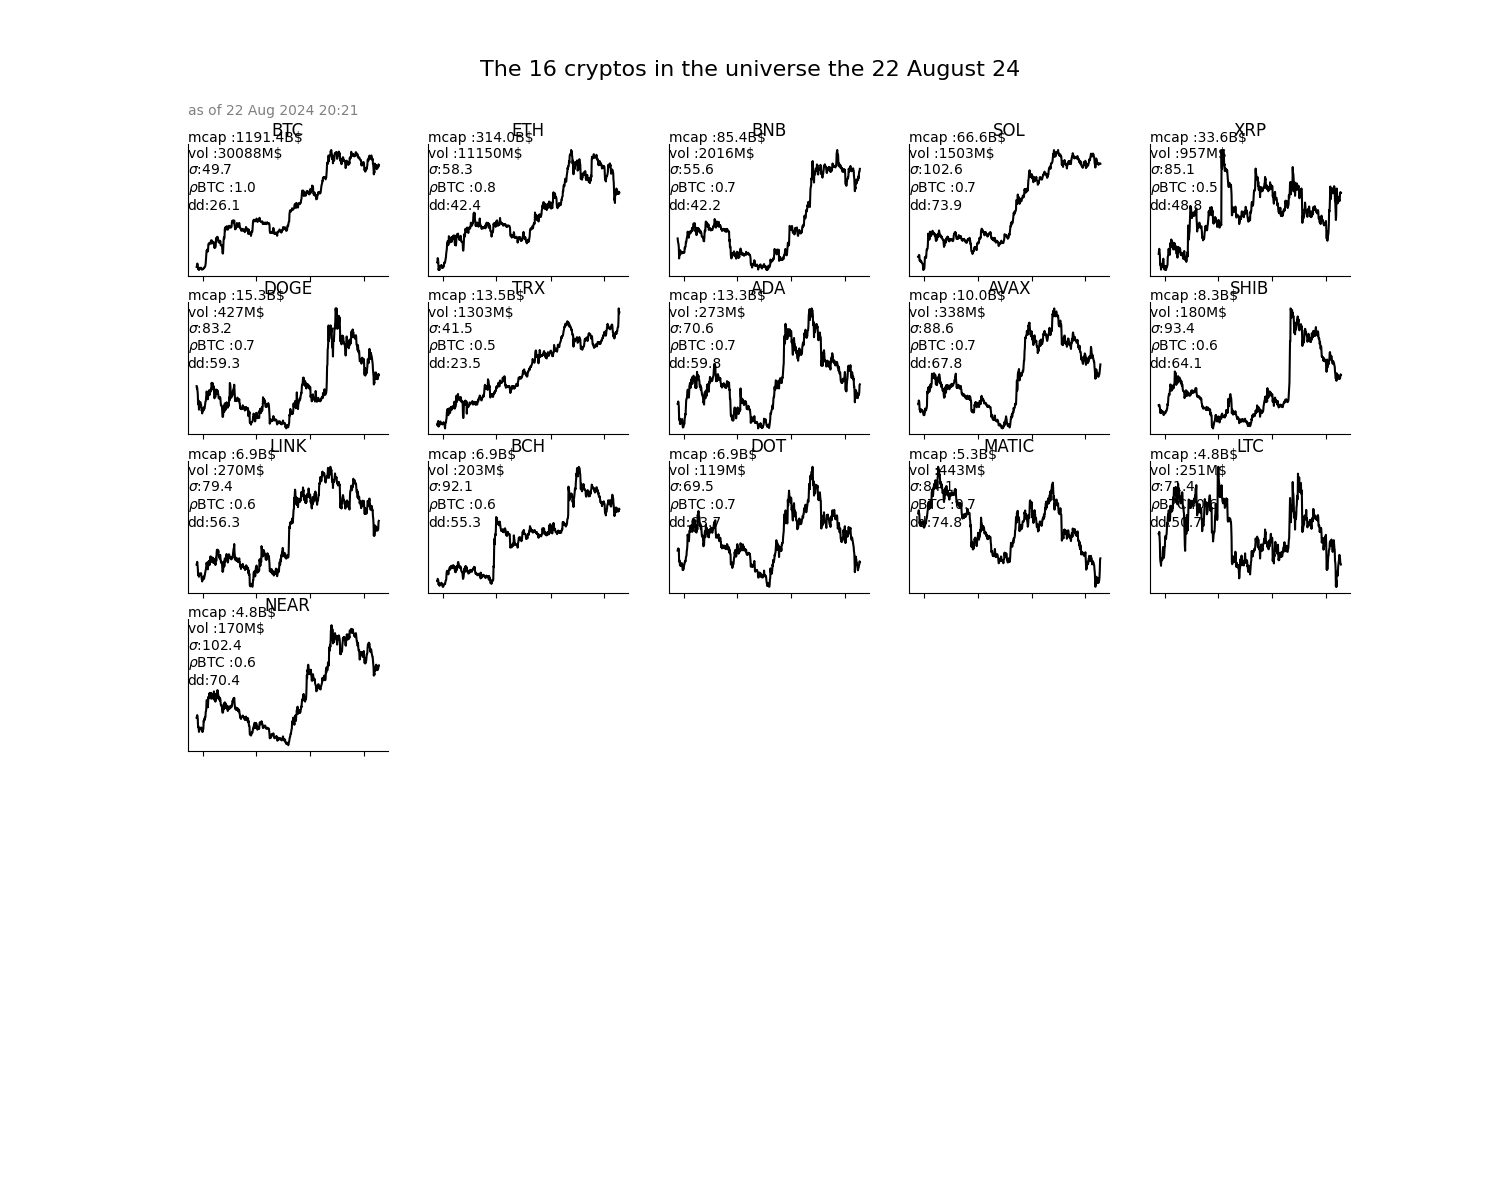 The 16 cryptos in the universe the 22 August 24
as of 22 Aug 2024 20:21
BTC
mcap :1191.4B$
vol :30088M$
σ:49.7
ρBTC :1.0
dd:26.1
ETH
mcap :314.0B$
vol :11150M$
σ:58.3
ρBTC :0.8
dd:42.4
BNB
mcap :85.4B$
vol :2016M$
σ:55.6
ρBTC :0.7
dd:42.2
SOL
mcap :66.6B$
vol :1503M$
σ:102.6
ρBTC :0.7
dd:73.9
XRP
mcap :33.6B$
vol :957M$
σ:85.1
ρBTC :0.5
dd:48.8
DOGE
mcap :15.3B$
vol :427M$
σ:83.2
ρBTC :0.7
dd:59.3
TRX
mcap :13.5B$
vol :1303M$
σ:41.5
ρBTC :0.5
dd:23.5
ADA
mcap :13.3B$
vol :273M$
σ:70.6
ρBTC :0.7
dd:59.8
AVAX
mcap :10.0B$
vol :338M$
σ:88.6
ρBTC :0.7
dd:67.8
SHIB
mcap :8.3B$
vol :180M$
σ:93.4
ρBTC :0.6
dd:64.1
LINK
mcap :6.9B$
vol :270M$
σ:79.4
ρBTC :0.6
dd:56.3
BCH
mcap :6.9B$
vol :203M$
σ:92.1
ρBTC :0.6
dd:55.3
DOT
mcap :6.9B$
vol :119M$
σ:69.5
ρBTC :0.7
MATIC
mcap :5.3B$
vol :443M$
ρBTC :0.7
dd:74.8
LTC
mcap :4.8B$
vol :251M$
σ:71.4
dd:50.7
NEAR
mcap :4.8B$
vol :170M$
σ:102.4
ρBTC :0.6
dd:70.4